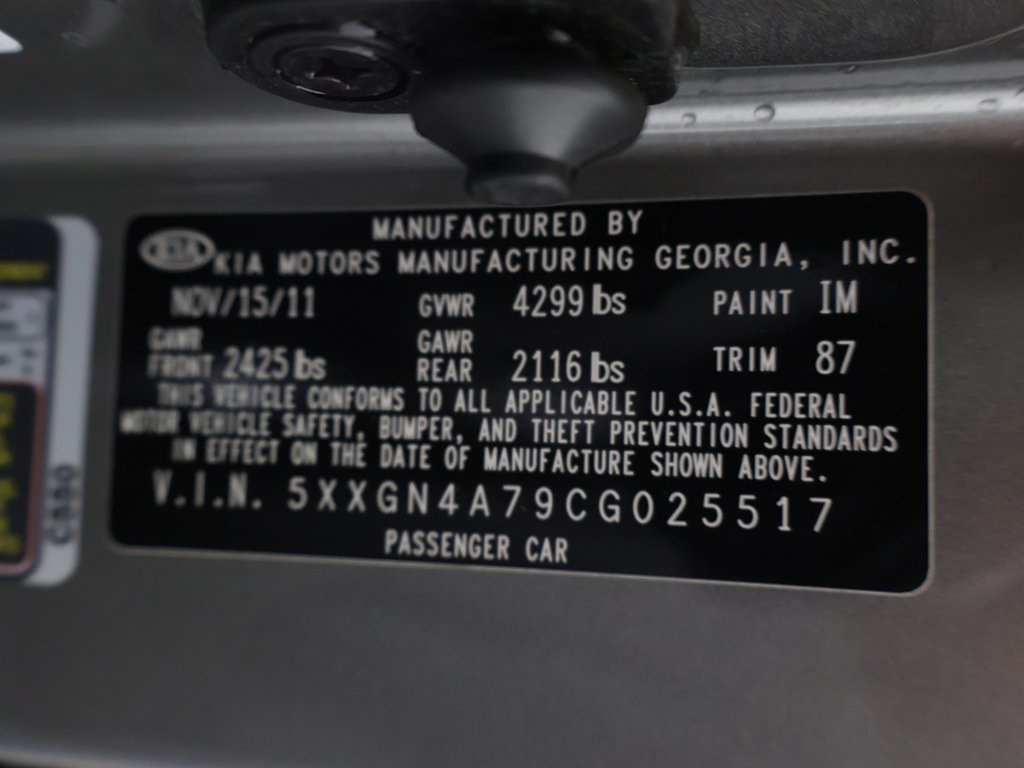 MANUFACTURED BY
KIA KIA MOTORS MANUFACTURING GEORGIA, INC.
NOV/15/11 GVWR 4299 lbs PAINT IM
GAWR FRONT 2425 lbs GAWR REAR 2116 lbs TRIM 87
THIS VEHICLE CONFORMS TO ALL APPLICABLE U.S.A. FEDERAL
MOTOR VEHICLE SAFETY, BUMPER, AND THEFT PREVENTION STANDARDS
IN EFFECT ON THE DATE OF MANUFACTURE SHOWN ABOVE.
V.I.N. 5XXGN4A79CG025517
PASSENGER CAR